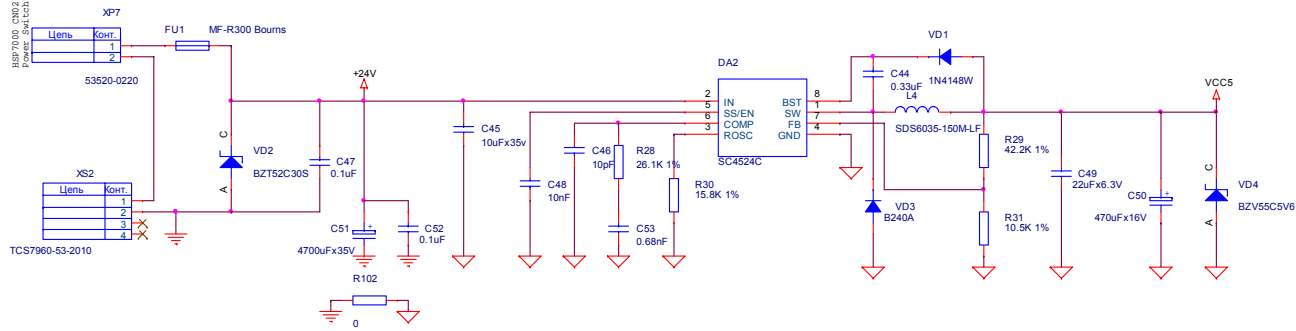 HSP7000 CN02
Power Switch
XP7
Цепь Конт.
1
2
53520-0220
FU1
MF-R300 Bourns
XS2
Цепь Конт.
1
2
3
4
TCS7960-53-2010
C
VD2
BZT52C30S
A
C47
0.1uF
+24V
C51
4700uFx35V
C52
0.1uF
R102
0
C45
10uFx35v
C48
10nF
C46
10pF
R28
26.1K 1%
C53
0.68nF
R30
15.8K 1%
DA2
2 IN BST 8
5 SS/EN SW 1
6 COMP FB 7
3 ROSC GND 4
SC4524C
C44
0.33uF
VD1
1N4148W
L4
SDS6035-150M-LF
VD3
B240A
R29
42.2K 1%
R31
10.5K 1%
C49
22uFx6.3V
C50
470uFx16V
VCC5
C
VD4
BZV55C5V6
A